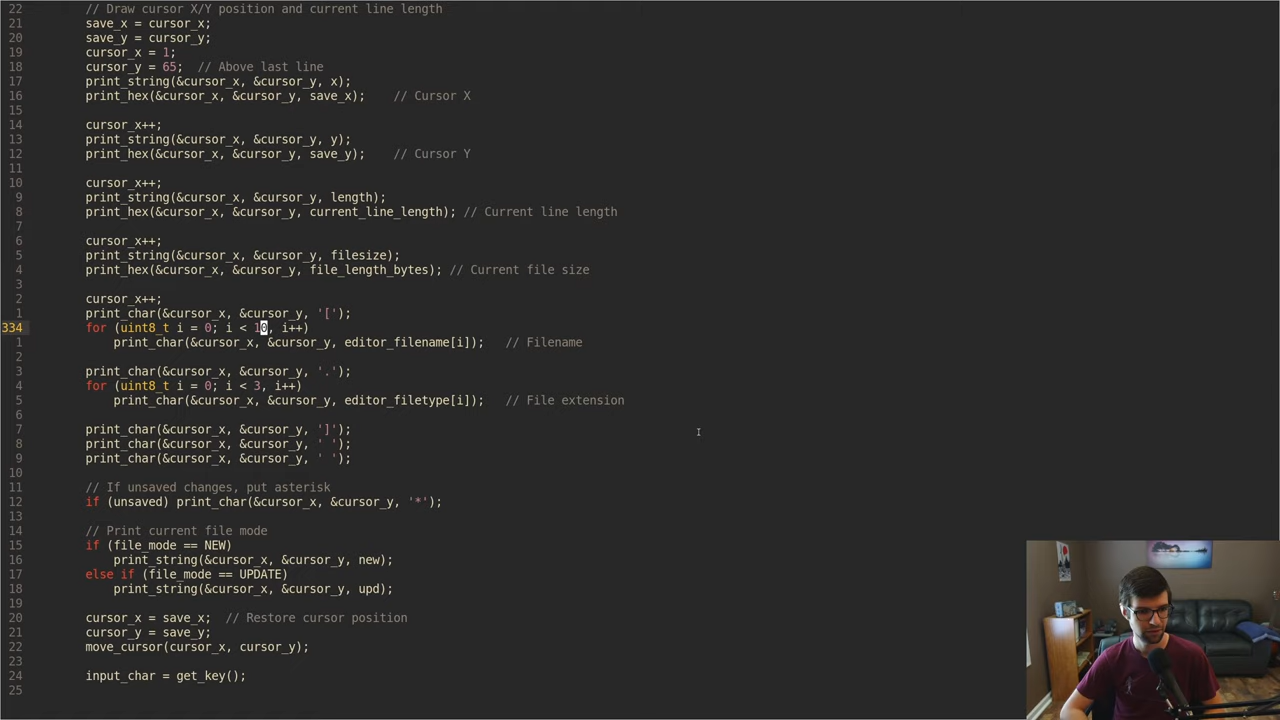 22 // Draw cursor X/Y position and current line length
21 save_x = cursor_x;
20 save_y = cursor_y;
19 cursor_x = 1;
18 cursor_y = 65;  // Above last line
17 print_string(&cursor_x, &cursor_y, x);
16 print_hex(&cursor_x, &cursor_y, save_x);    // Cursor X
15
14 cursor_x++;
13 print_string(&cursor_x, &cursor_y, y);
12 print_hex(&cursor_x, &cursor_y, save_y);    // Cursor Y
11
10 cursor_x++;
9 print_string(&cursor_x, &cursor_y, length);
8 print_hex(&cursor_x, &cursor_y, current_line_length); // Current line length
7
6 cursor_x++;
5 print_string(&cursor_x, &cursor_y, filesize);
4 print_hex(&cursor_x, &cursor_y, file_length_bytes); // Current file size
3
2 cursor_x++;
1 print_char(&cursor_x, &cursor_y, '[');
334 for (uint8_t i = 0; i < 10, i++)
1 print_char(&cursor_x, &cursor_y, editor_filename[i]);   // Filename
2
3 print_char(&cursor_x, &cursor_y, '.');
4 for (uint8_t i = 0; i < 3, i++)
5 print_char(&cursor_x, &cursor_y, editor_filetype[i]);   // File extension
6
7 print_char(&cursor_x, &cursor_y, ']');
8 print_char(&cursor_x, &cursor_y, ' ');
9 print_char(&cursor_x, &cursor_y, ' ');
10
11 // If unsaved changes, put asterisk
12 if (unsaved) print_char(&cursor_x, &cursor_y, '*');
13
14 // Print current file mode
15 if (file_mode == NEW)
16 print_string(&cursor_x, &cursor_y, new);
17 else if (file_mode == UPDATE)
18 print_string(&cursor_x, &cursor_y, upd);
19
20 cursor_x = save_x;  // Restore cursor position
21 cursor_y = save_y;
22 move_cursor(cursor_x, cursor_y);
23
24 input_char = get_key();
25